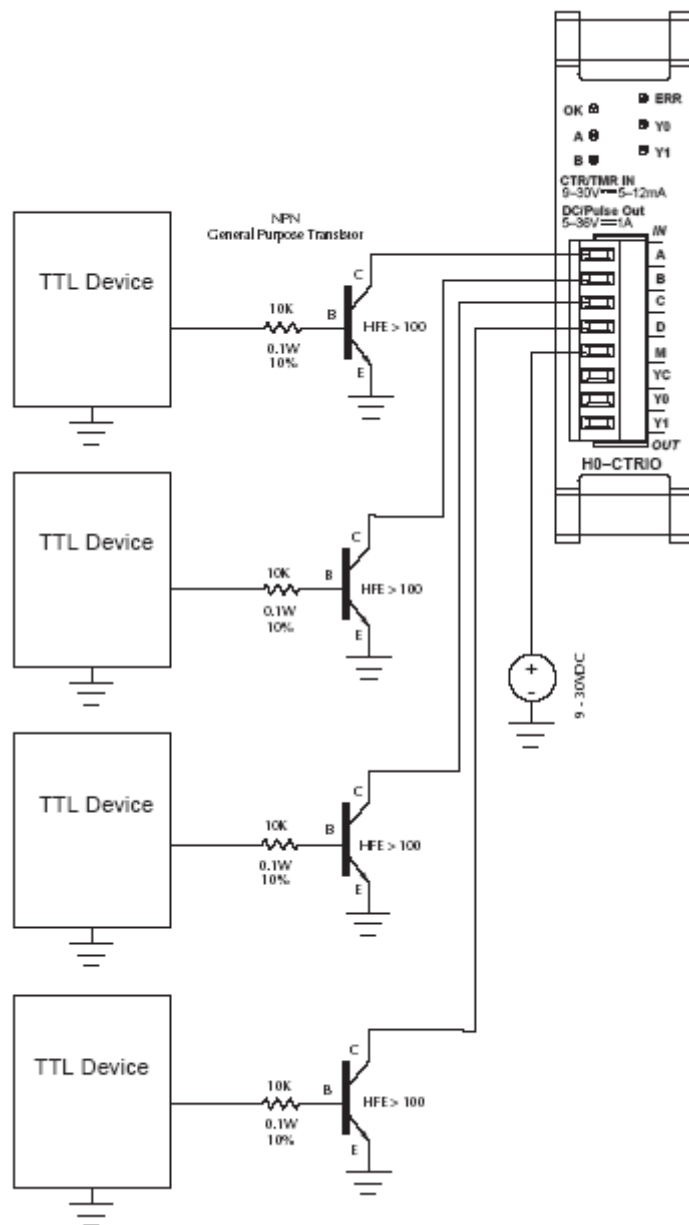 ERR
OK
Y0
A
Y1
B
CTR/TMR IN
9–30V 5–12mA
DC/Pulse Out
5–36V 1A
IN
A
B
C
D
M
YC
Y0
Y1
OUT
H0–CTRIO
NPN
General Purpose Transistor
TTL Device
10K
0.1W
10%
B
C
E
HFE > 100
TTL Device
10K
0.1W
10%
B
C
E
HFE > 100
9 - 30VDC
+
-
TTL Device
10K
0.1W
10%
B
C
E
HFE > 100
TTL Device
10K
0.1W
10%
B
C
E
HFE > 100